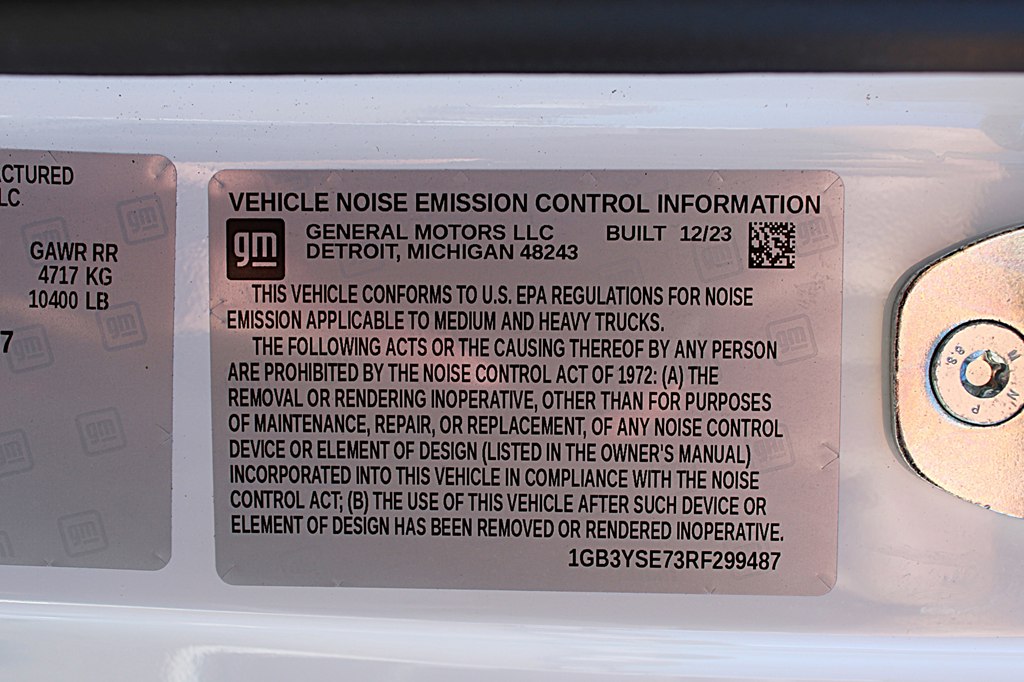 CTURED
LC
GAWR RR
4717 KG
10400 LB
7
VEHICLE NOISE EMISSION CONTROL INFORMATION
gm
GENERAL MOTORS LLC BUILT 12/23
DETROIT, MICHIGAN 48243
THIS VEHICLE CONFORMS TO U.S. EPA REGULATIONS FOR NOISE
EMISSION APPLICABLE TO MEDIUM AND HEAVY TRUCKS.
THE FOLLOWING ACTS OR THE CAUSING THEREOF BY ANY PERSON
ARE PROHIBITED BY THE NOISE CONTROL ACT OF 1972: (A) THE
REMOVAL OR RENDERING INOPERATIVE, OTHER THAN FOR PURPOSES
OF MAINTENANCE, REPAIR, OR REPLACEMENT, OF ANY NOISE CONTROL
DEVICE OR ELEMENT OF DESIGN (LISTED IN THE OWNER'S MANUAL)
INCORPORATED INTO THIS VEHICLE IN COMPLIANCE WITH THE NOISE
CONTROL ACT; (B) THE USE OF THIS VEHICLE AFTER SUCH DEVICE OR
ELEMENT OF DESIGN HAS BEEN REMOVED OR RENDERED INOPERATIVE.
1GB3YSE73RF299487
8.8